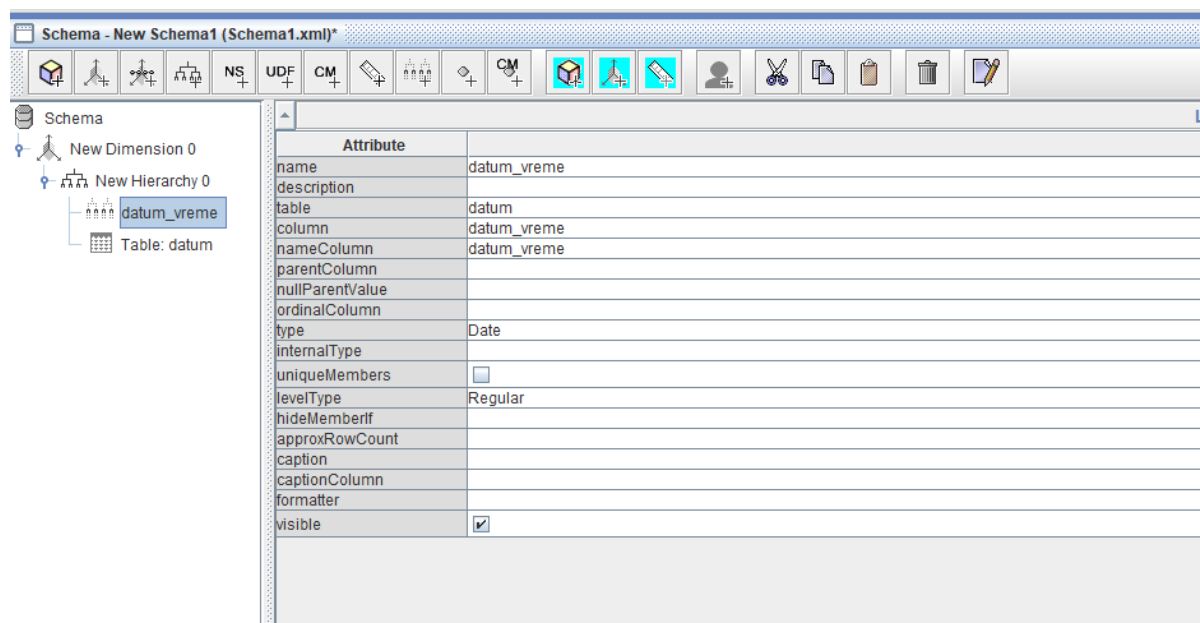 Schema - New Schema1 (Schema1.xml)*
NS UDF CM CM
Schema
New Dimension 0
New Hierarchy 0
datum_vreme
Table: datum
L
Attribute
name datum_vreme
description
table datum
column datum_vreme
nameColumn datum_vreme
parentColumn
nullParentValue
ordinalColumn
type Date
internalType
uniqueMembers
levelType Regular
hideMemberIf
approxRowCount
caption
captionColumn
formatter
visible